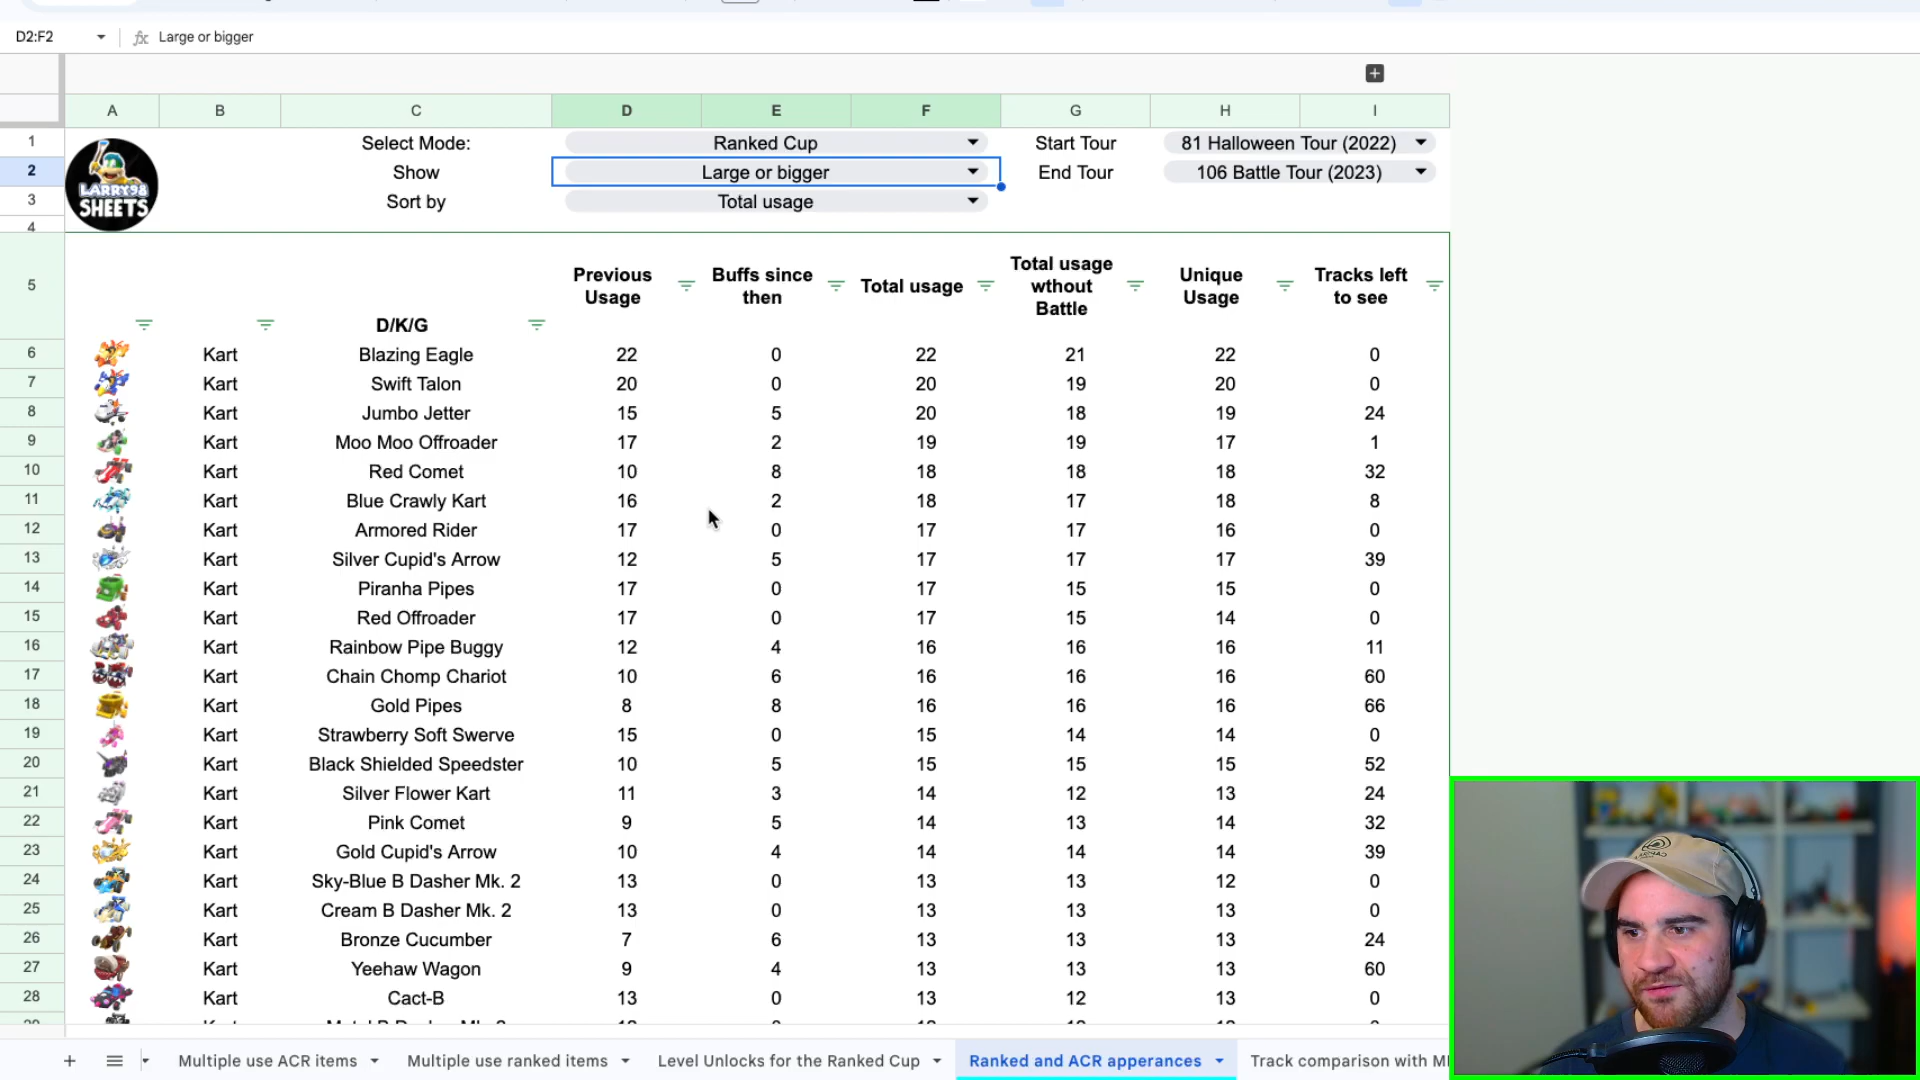 D2:F2 fx Large or bigger
A B C D E F G H I
1 Select Mode: Ranked Cup Start Tour 81 Halloween Tour (2022)
2 Show Large or bigger End Tour 106 Battle Tour (2023)
3 Sort by Total usage
4
LARRY98
SHEETS
5 D/K/G Previous Usage Buffs since then Total usage Total usage wthout Battle Unique Usage Tracks left to see
6 Kart Blazing Eagle 22 0 22 21 22 0
7 Kart Swift Talon 20 0 20 19 20 0
8 Kart Jumbo Jetter 15 5 20 18 19 24
9 Kart Moo Moo Offroader 17 2 19 19 17 1
10 Kart Red Comet 10 8 18 18 18 32
11 Kart Blue Crawly Kart 16 2 18 17 18 8
12 Kart Armored Rider 17 0 17 17 16 0
13 Kart Silver Cupid's Arrow 12 5 17 17 17 39
14 Kart Piranha Pipes 17 0 17 15 15 0
15 Kart Red Offroader 17 0 17 15 14 0
16 Kart Rainbow Pipe Buggy 12 4 16 16 16 11
17 Kart Chain Chomp Chariot 10 6 16 16 16 60
18 Kart Gold Pipes 8 8 16 16 16 66
19 Kart Strawberry Soft Swerve 15 0 15 14 14 0
20 Kart Black Shielded Speedster 10 5 15 15 15 52
21 Kart Silver Flower Kart 11 3 14 12 13 24
22 Kart Pink Comet 9 5 14 13 14 32
23 Kart Gold Cupid's Arrow 10 4 14 14 14 39
24 Kart Sky-Blue B Dasher Mk. 2 13 0 13 13 12 0
25 Kart Cream B Dasher Mk. 2 13 0 13 13 13 0
26 Kart Bronze Cucumber 7 6 13 13 13 24
27 Kart Yeehaw Wagon 9 4 13 13 13 60
28 Kart Cact-B 13 0 13 12 13 0
+ Multiple use ACR items Multiple use ranked items Level Unlocks for the Ranked Cup Ranked and ACR apperances Track comparison with